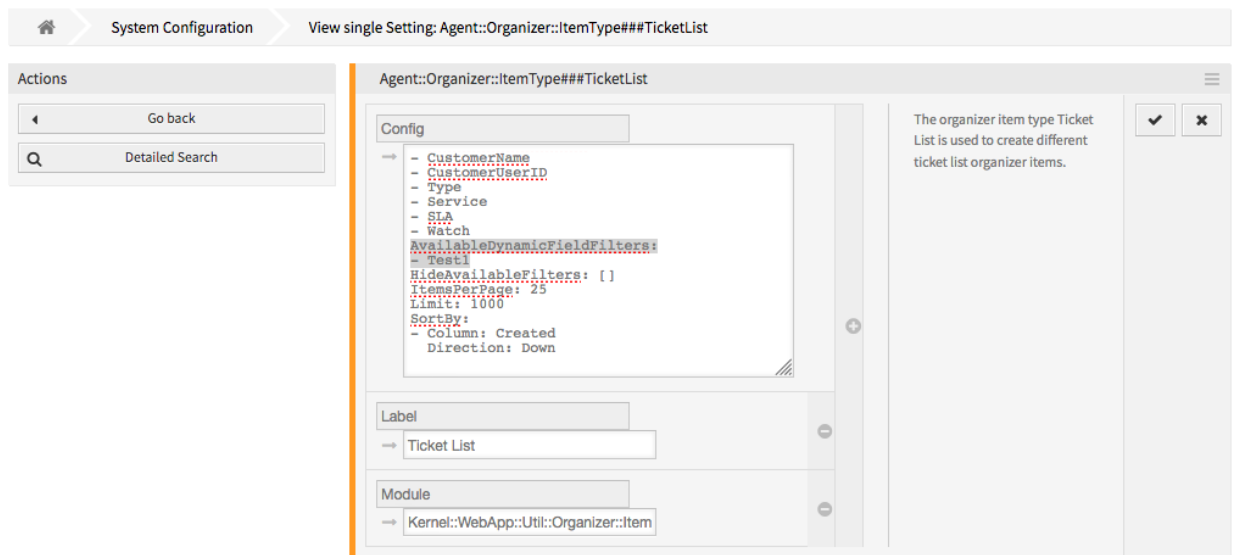 System Configuration
View single Setting: Agent::Organizer::ItemType###TicketList
Actions
Go back
Detailed Search
Agent::Organizer::ItemType###TicketList
Config
- CustomerName
- CustomerUserID
- Type
- Service
- SLA
- Watch
AvailableDynamicFieldFilters:
- Test1
HideAvailableFilters: []
ItemsPerPage: 25
Limit: 1000
SortBy:
- Column: Created
Direction: Down
Label
Ticket List
Module
Kernel::WebApp::Util::Organizer::Item
The organizer item type Ticket
List is used to create different
ticket list organizer items.